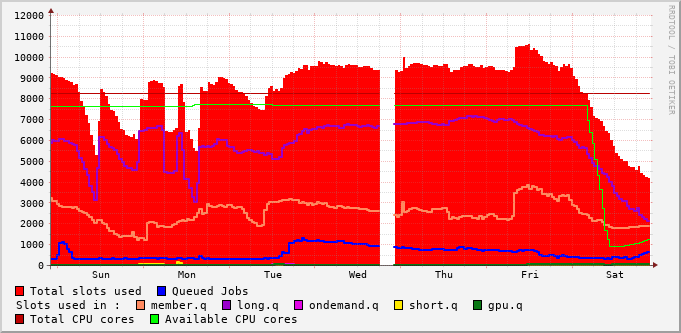 12000
11000
10000
9000
8000
7000
6000
5000
4000
3000
2000
1000
0
Sun Mon Tue Wed Thu Fri Sat
RRDTOOL / TOBI OETIKER
Total slots used Queued Jobs
Slots used in : member.q long.q ondemand.q short.q gpu.q
Total CPU cores Available CPU cores